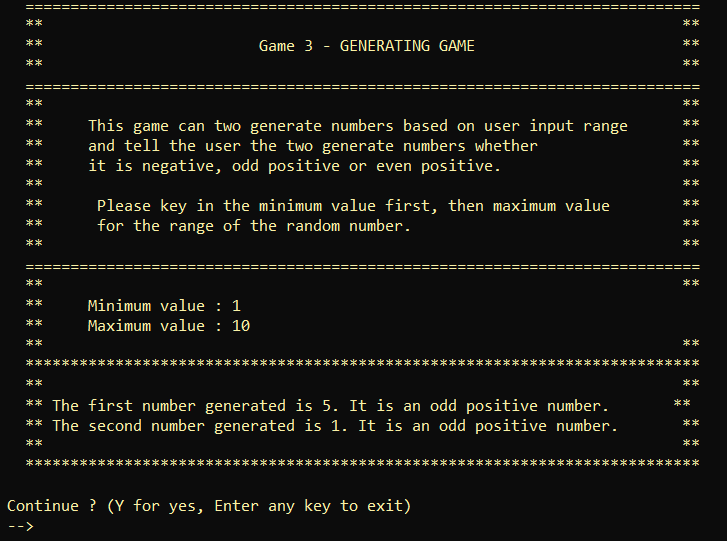 ===========================================================================
**                                                                       **
**                        Game 3 - GENERATING GAME                       **
**                                                                       **
===========================================================================
**                                                                       **
**     This game can two generate numbers based on user input range      **
**     and tell the user the two generate numbers whether                **
**     it is negative, odd positive or even positive.                    **
**                                                                       **
**      Please key in the minimum value first, then maximum value        **
**      for the range of the random number.                              **
**                                                                       **
===========================================================================
**                                                                       **
**     Minimum value : 1
**     Maximum value : 10
**                                                                       **
***************************************************************************
**                                                                       **
** The first number generated is 5. It is an odd positive number.       **
** The second number generated is 1. It is an odd positive number.       **
**                                                                       **
***************************************************************************
Continue ? (Y for yes, Enter any key to exit)
-->